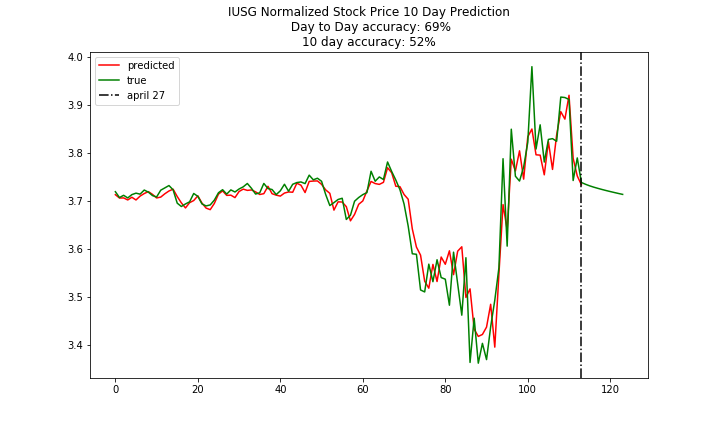 IUSG Normalized Stock Price 10 Day Prediction
Day to Day accuracy: 69%
10 day accuracy: 52%
predicted
true
april 27
4.0
3.9
3.8
3.7
3.6
3.5
3.4
0 20 40 60 80 100 120